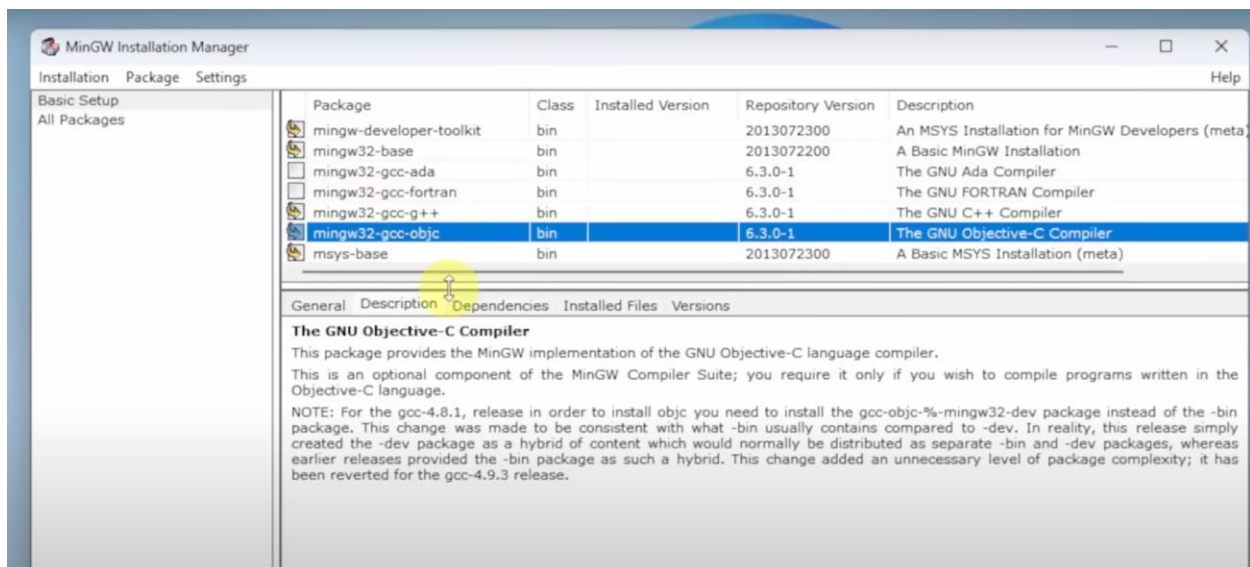 MinGW Installation Manager
Installation Package Settings Help
Basic Setup
All Packages
Package Class Installed Version Repository Version Description
mingw-developer-toolkit bin 2013072300 An MSYS Installation for MinGW Developers (meta)
mingw32-base bin 2013072200 A Basic MinGW Installation
mingw32-gcc-ada bin 6.3.0-1 The GNU Ada Compiler
mingw32-gcc-fortran bin 6.3.0-1 The GNU FORTRAN Compiler
mingw32-gcc-g++ bin 6.3.0-1 The GNU C++ Compiler
mingw32-gcc-objc bin 6.3.0-1 The GNU Objective-C Compiler
msys-base bin 2013072300 A Basic MSYS Installation (meta)
General Description Dependencies Installed Files Versions
The GNU Objective-C Compiler
This package provides the MinGW implementation of the GNU Objective-C language compiler.
This is an optional component of the MinGW Compiler Suite; you require it only if you wish to compile programs written in the
Objective-C language.
NOTE: For the gcc-4.8.1, release in order to install objc you need to install the gcc-objc-%-mingw32-dev package instead of the -bin
package. This change was made to be consistent with what -bin usually contains compared to -dev. In reality, this release simply
created the -dev package as a hybrid of content which would normally be distributed as separate -bin and -dev packages, whereas
earlier releases provided the -bin package as such a hybrid. This change added an unnecessary level of package complexity; it has
been reverted for the gcc-4.9.3 release.